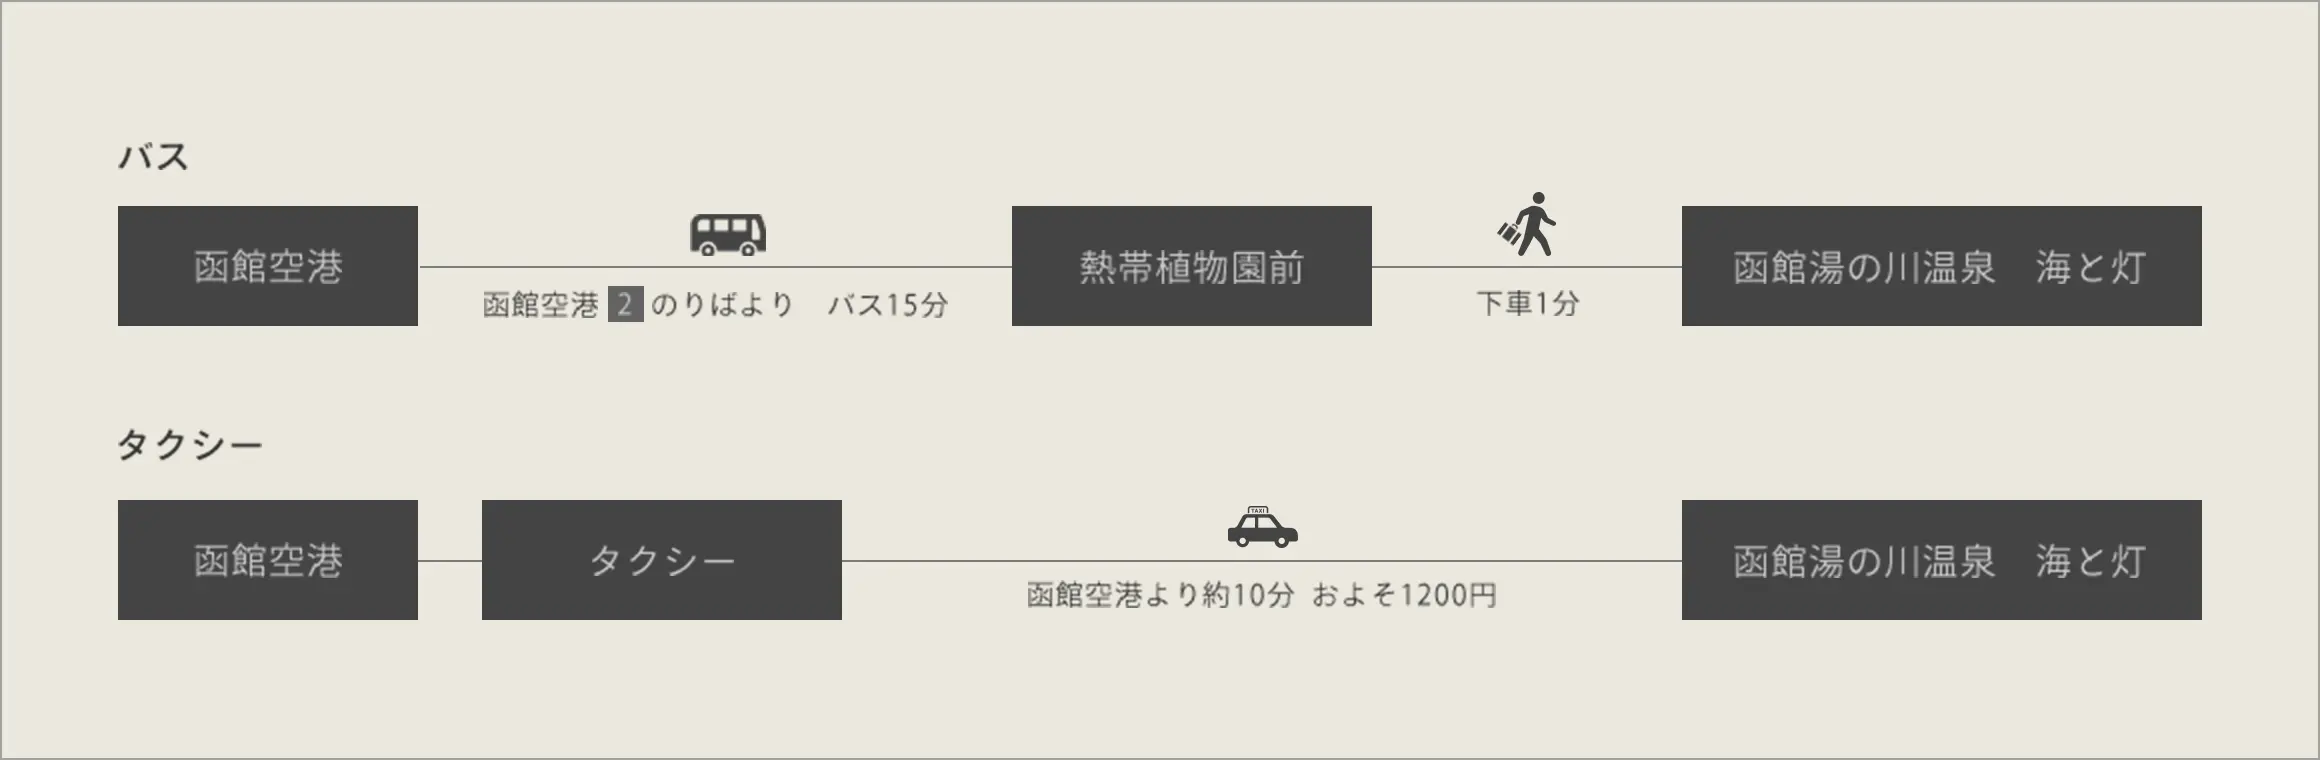 バス
函館空港
函館空港 2 のりばより　バス15分
熱帯植物園前
下車1分
函館湯の川温泉　海と灯
タクシー
函館空港
タクシー
TAXI
函館空港より約10分 およそ1200円
函館湯の川温泉　海と灯